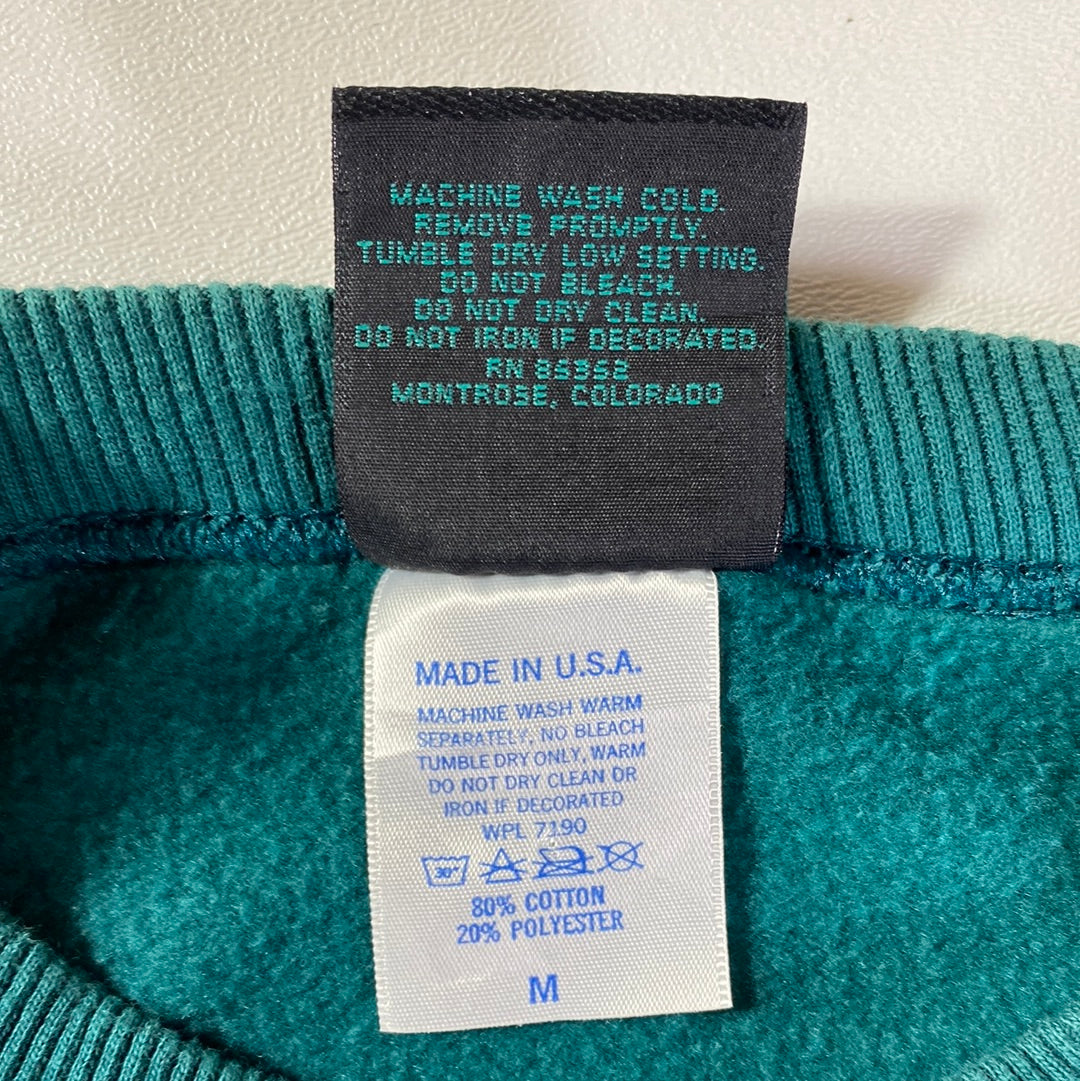 MACHINE WASH COLD.
REMOVE PROMPTLY.
TUMBLE DRY LOW SETTING.
DO NOT BLEACH.
DO NOT DRY CLEAN.
DO NOT IRON IF DECORATED.
RN
MONTROSE, COLORADO
MADE IN U.S.A.
MACHINE WASH WARM
SEPARATELY, NO BLEACH
TUMBLE DRY ONLY, WARM
DO NOT DRY CLEAN OR
IRON IF DECORATED
WPL 7190
30°
80% COTTON
20% POLYESTER
M